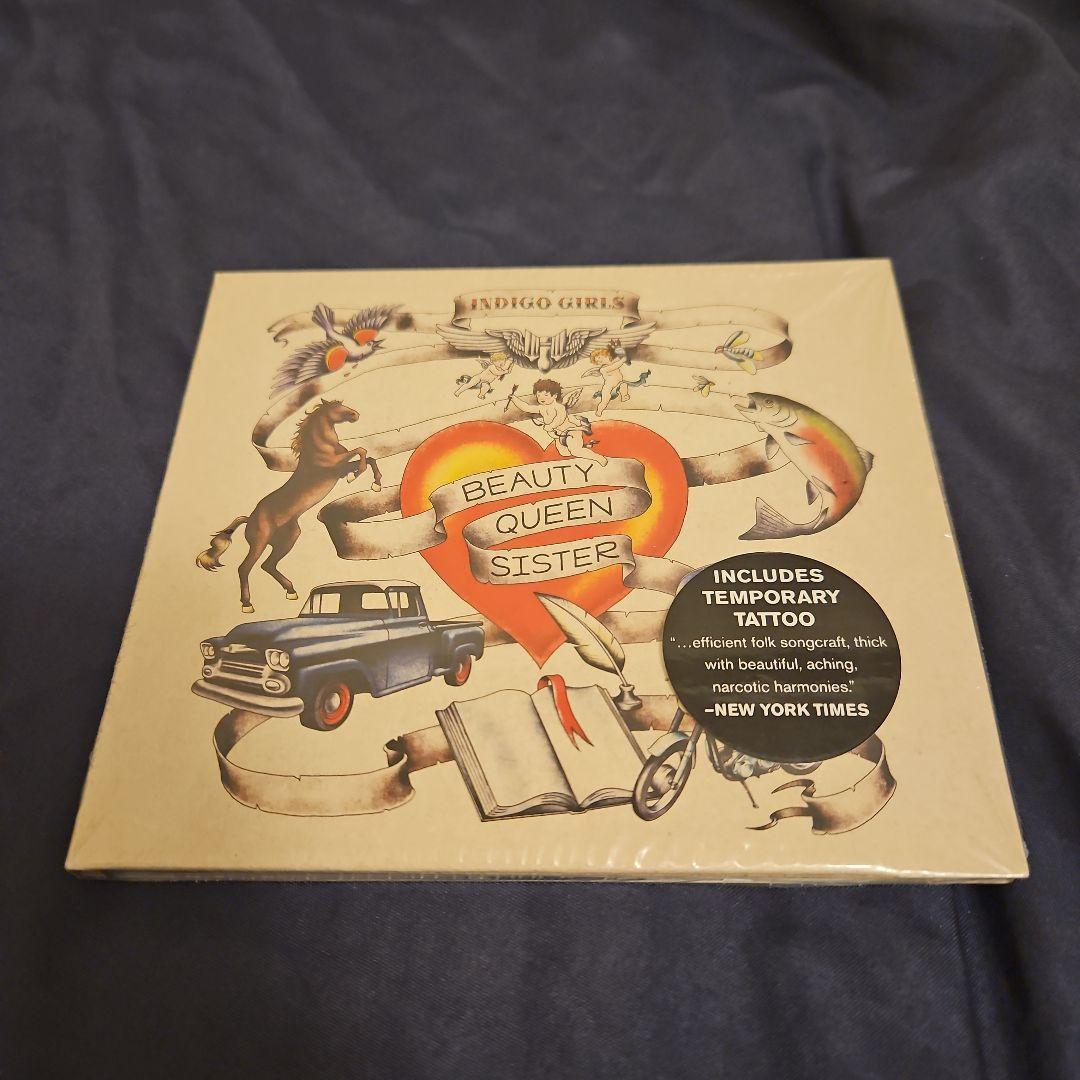 INDIGO GIRLS
BEAUTY
QUEEN
SISTER
INCLUDES
TEMPORARY
TATTOO
"...efficient folk songcraft, thick
with beautiful, aching,
narcotic harmonies."
–NEW YORK TIMES